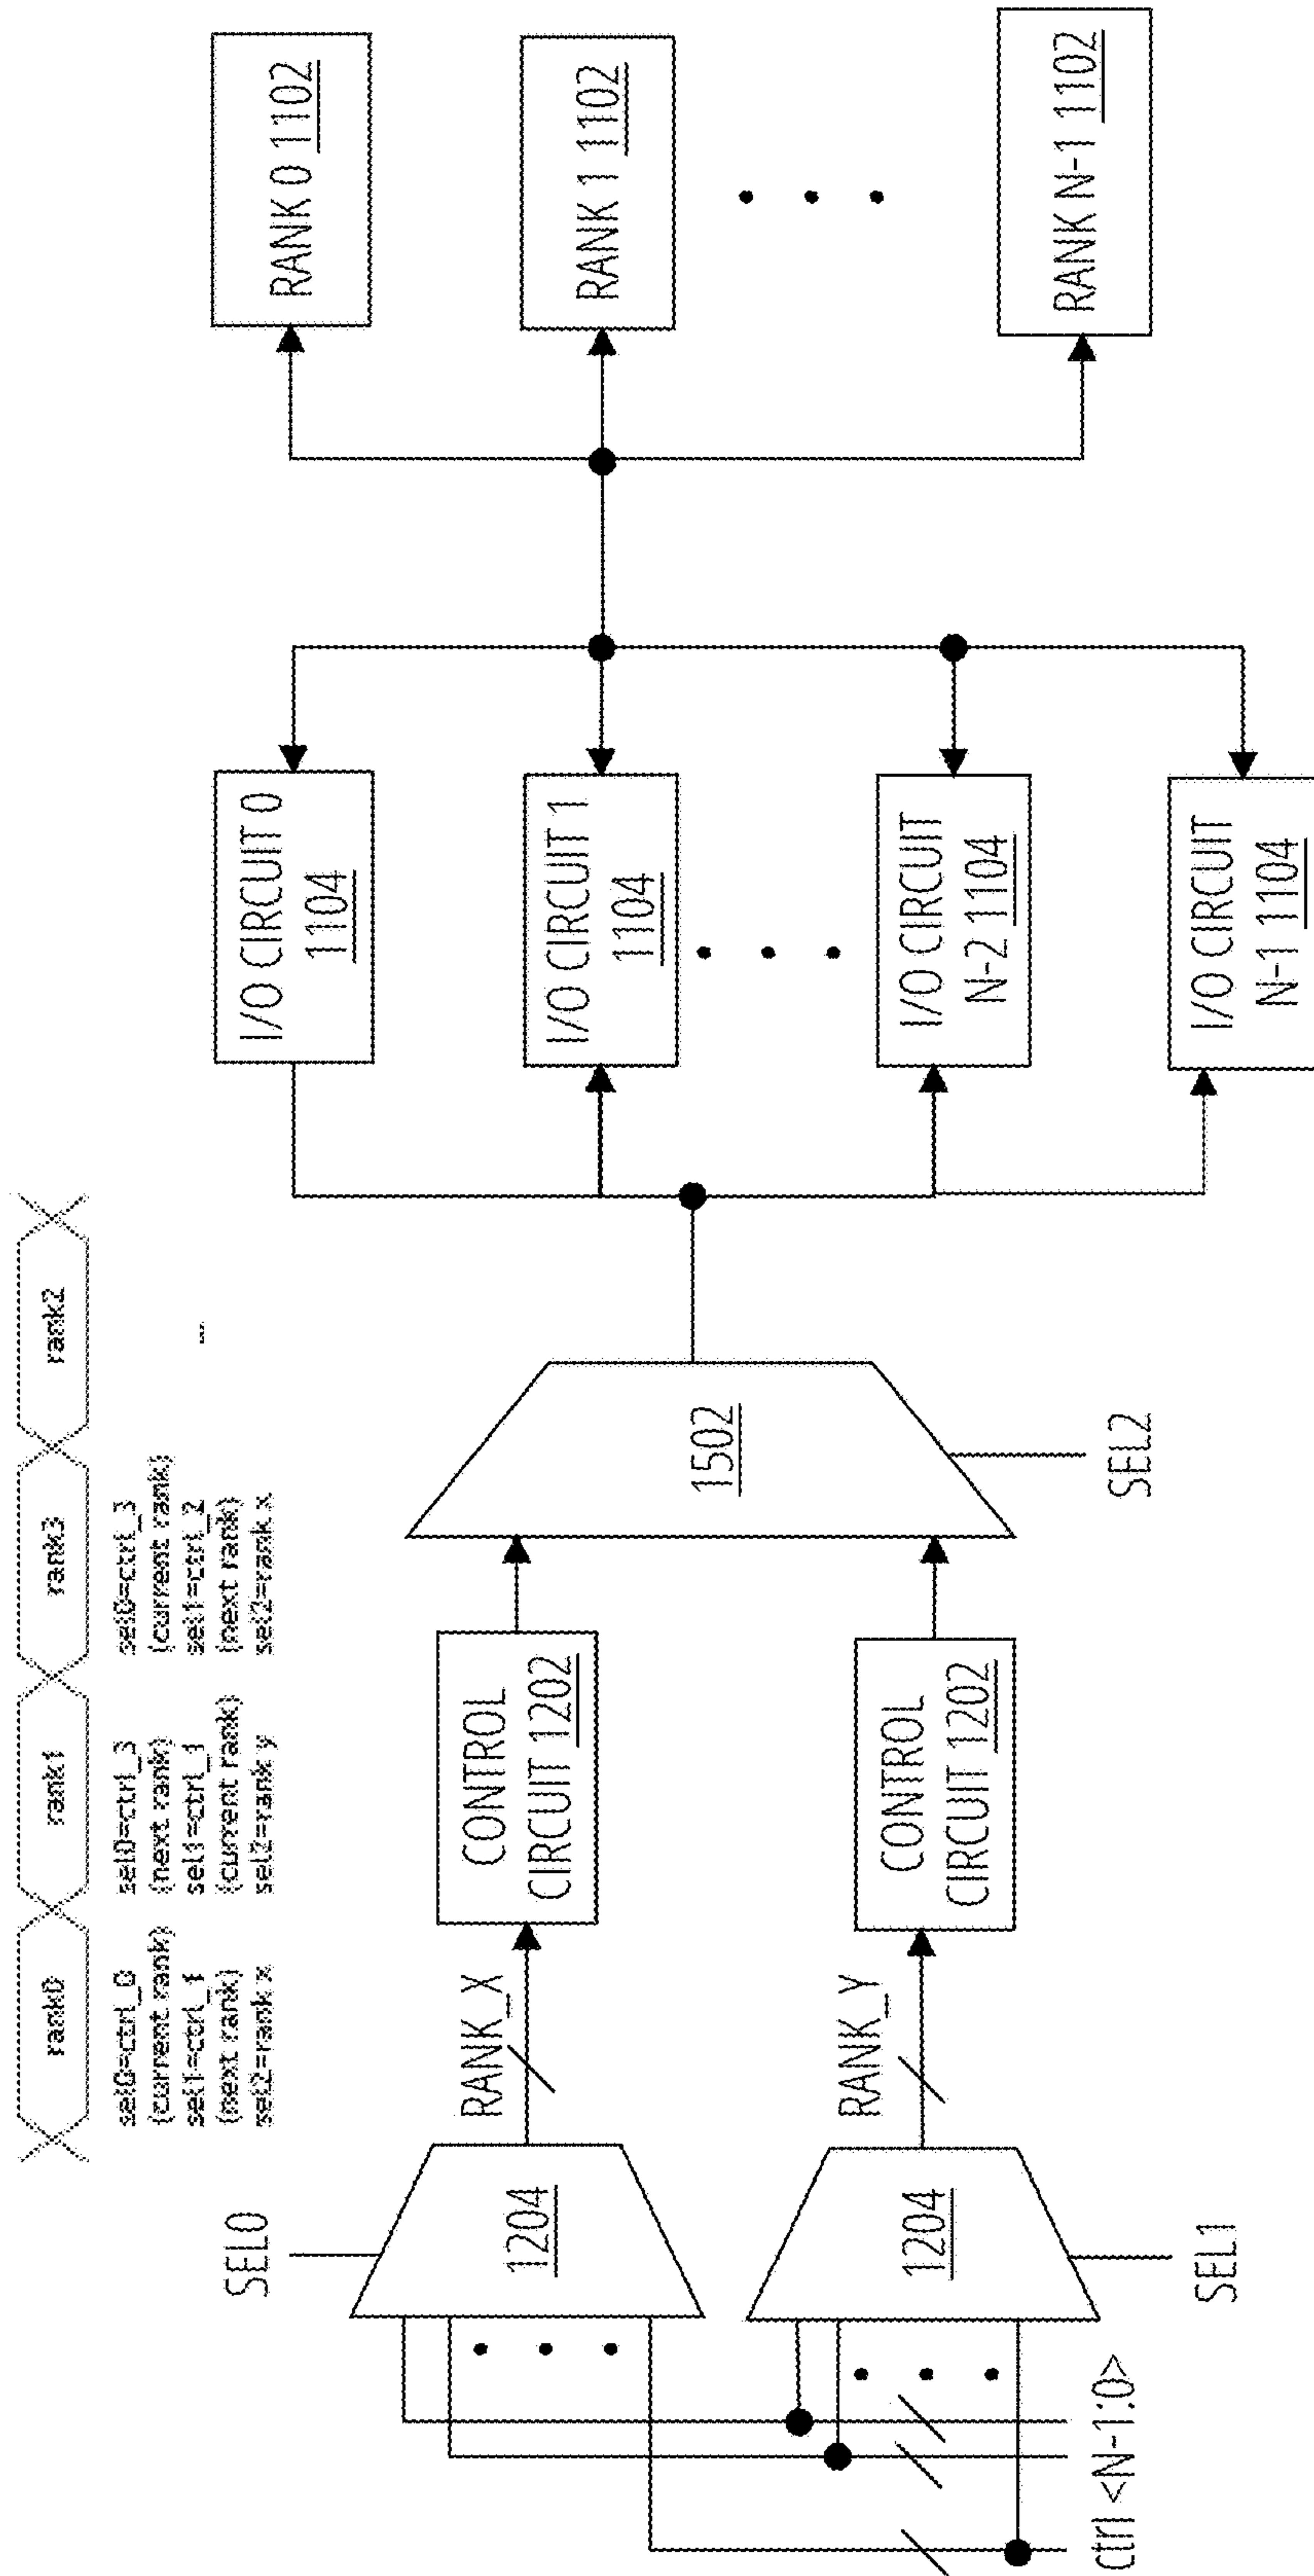 rank0
rank1
rank3
rank2
sel0=ctrl_0
(current rank)
sel1=ctrl_1
(next rank)
sel2=rank x
sel0=ctrl_3
(next rank)
sel1=ctrl_1
(current rank)
sel2=rank y
sel0=ctrl_3
(current rank)
sel1=ctrl_2
(next rank)
sel2=rank x
...
SEL0
1204
RANK_X
CONTROL
CIRCUIT 1202
SEL1
1204
RANK_Y
CONTROL
CIRCUIT 1202
ctrl <N-1:0>
1502
SEL2
I/O CIRCUIT 0
1104
I/O CIRCUIT 1
1104
I/O CIRCUIT
N-2 1104
I/O CIRCUIT
N-1 1104
RANK 0 1102
RANK 1 1102
RANK N-1 1102